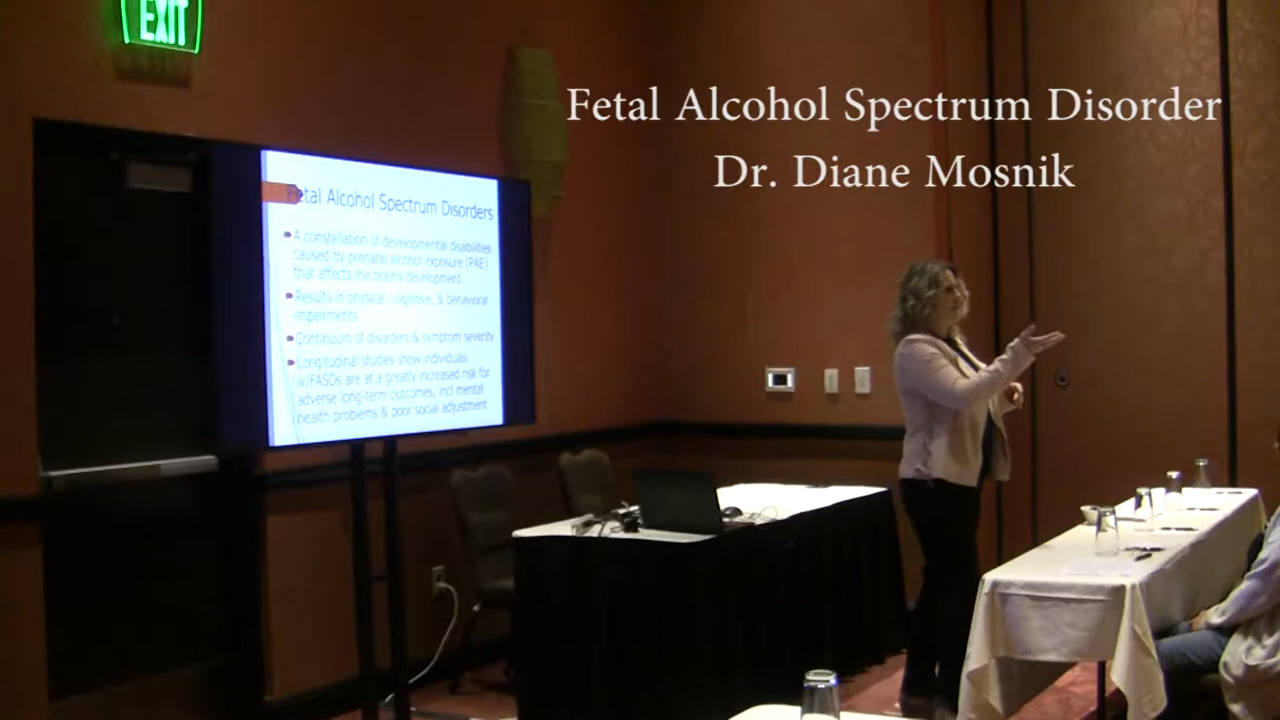 EXIT
Fetal Alcohol Spectrum Disorder
Dr. Diane Mosnik
Fetal Alcohol Spectrum Disorders
A constellation of developmental disabilities
caused by prenatal alcohol exposure (PAE)
that affects the brain's development
Results in physical, cognitive, & behavioral
impairments
Continuum of disorders & symptom severity
Longitudinal studies show individuals
w/FASDs are at a greatly increased risk for
adverse long-term outcomes, incl mental
health problems & poor social adjustment